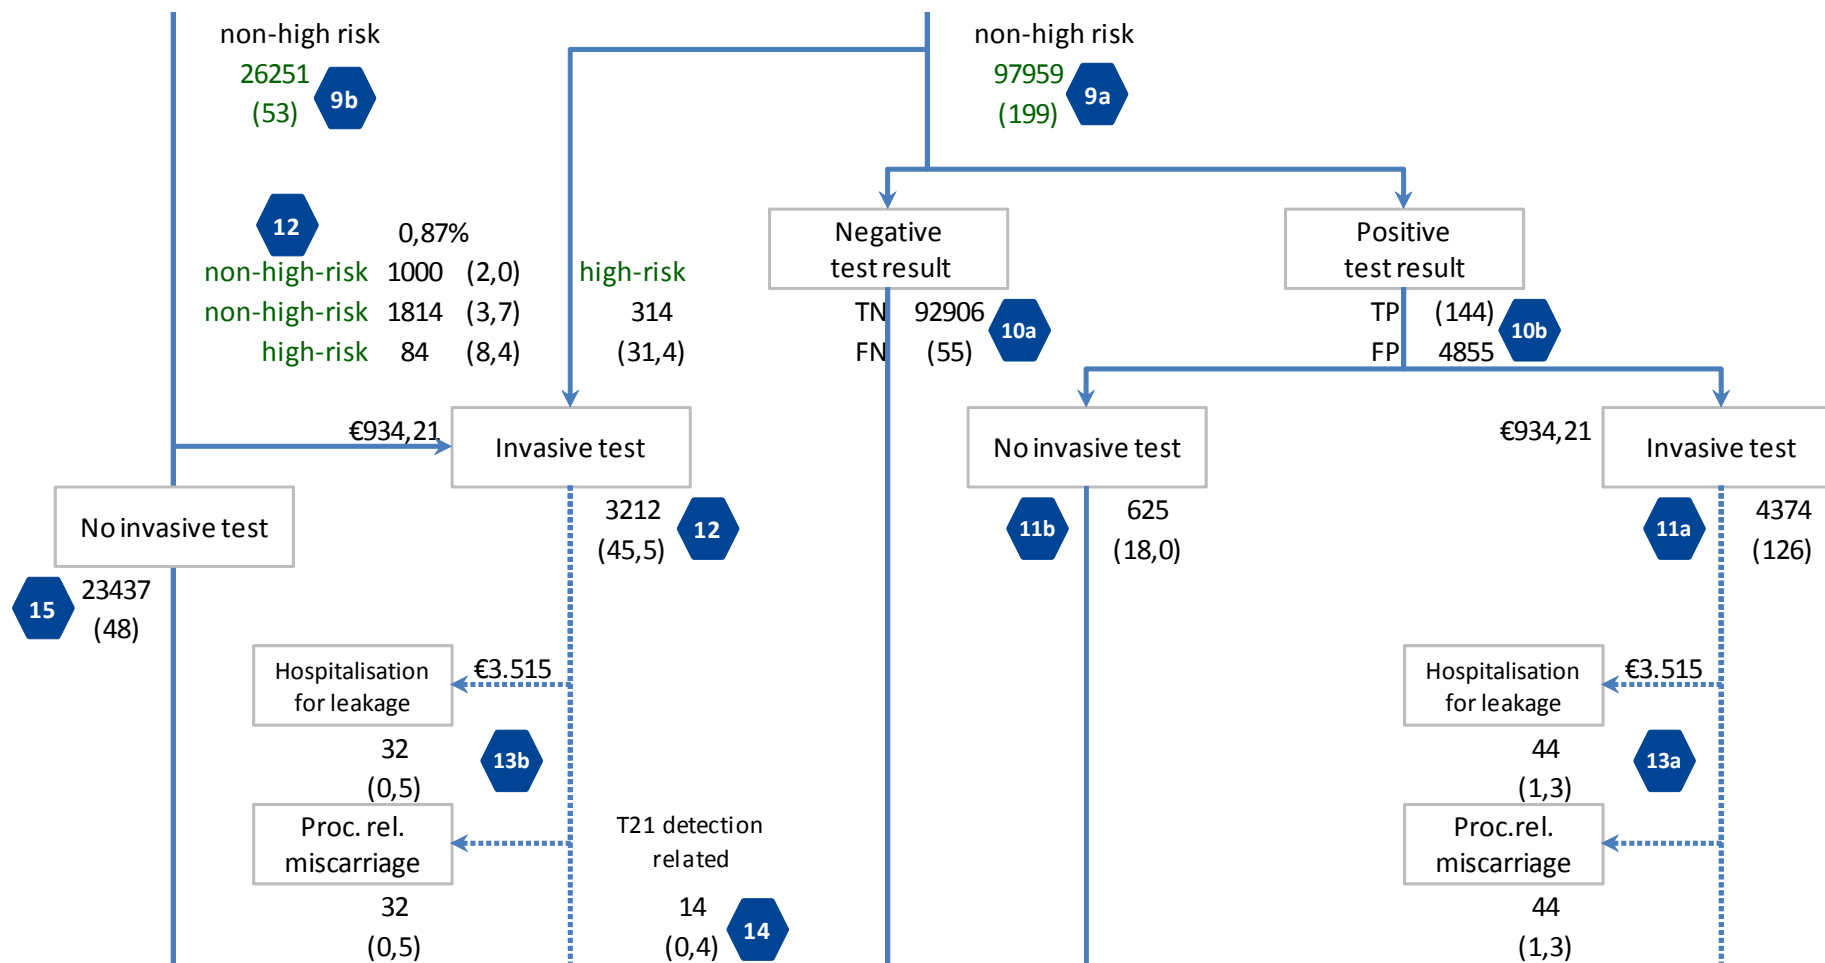 non-high risk
26251
(53)
9b
non-high risk
97959
(199)
9a
12
0,87%
non-high-risk 1000 (2,0)
non-high-risk 1814 (3,7)
high-risk 84 (8,4)
high-risk
314
(31,4)
Negative
test result
TN 92906
FN (55)
10a
Positive
test result
TP (144)
FP 4855
10b
€934,21
Invasive test
No invasive test
€934,21
Invasive test
No invasive test
3212
(45,5)
12
11b
625
(18,0)
11a
4374
(126)
15
23437
(48)
Hospitalisation
for leakage
€3.515
32
(0,5)
13b
Proc. rel.
miscarriage
32
(0,5)
T21 detection
related
14
(0,4)
14
Hospitalisation
for leakage
€3.515
44
(1,3)
13a
Proc.rel.
miscarriage
44
(1,3)